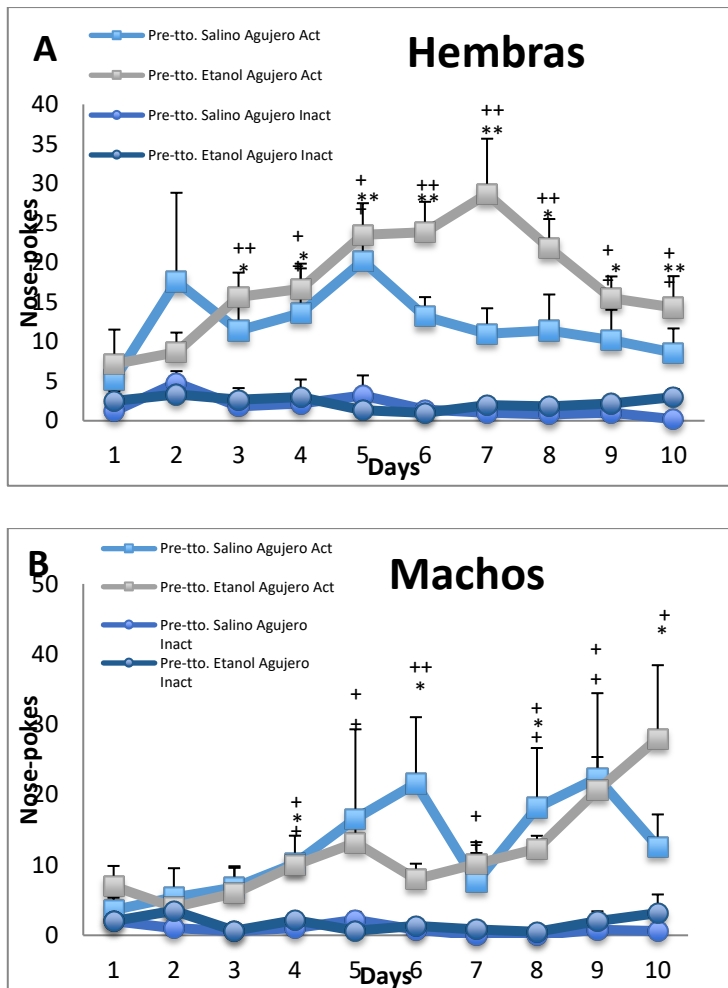 A
Hembras
Pre-tto. Salino Agujero Act
Pre-tto. Etanol Agujero Act
Pre-tto. Salino Agujero Inact
Pre-tto. Etanol Agujero Inact
Nose-pokes
40
35
30
25
20
15
10
5
0
++
**
+
**
+
++
**
++
*
++
*
+
*
+
+
*
+
+
**
+
1 2 3 4 5 6 7 8 9 10
Days
B
Machos
Pre-tto. Salino Agujero Act
Pre-tto. Etanol Agujero Act
Pre-tto. Salino Agujero
Inact
Pre-tto. Etanol Agujero
Inact
Nose-pokes
50
40
30
20
10
0
+
*
+
+
+
++
*
+
+
+
*
+
+
+
+
*
1 2 3 4 5 6 7 8 9 10
Days